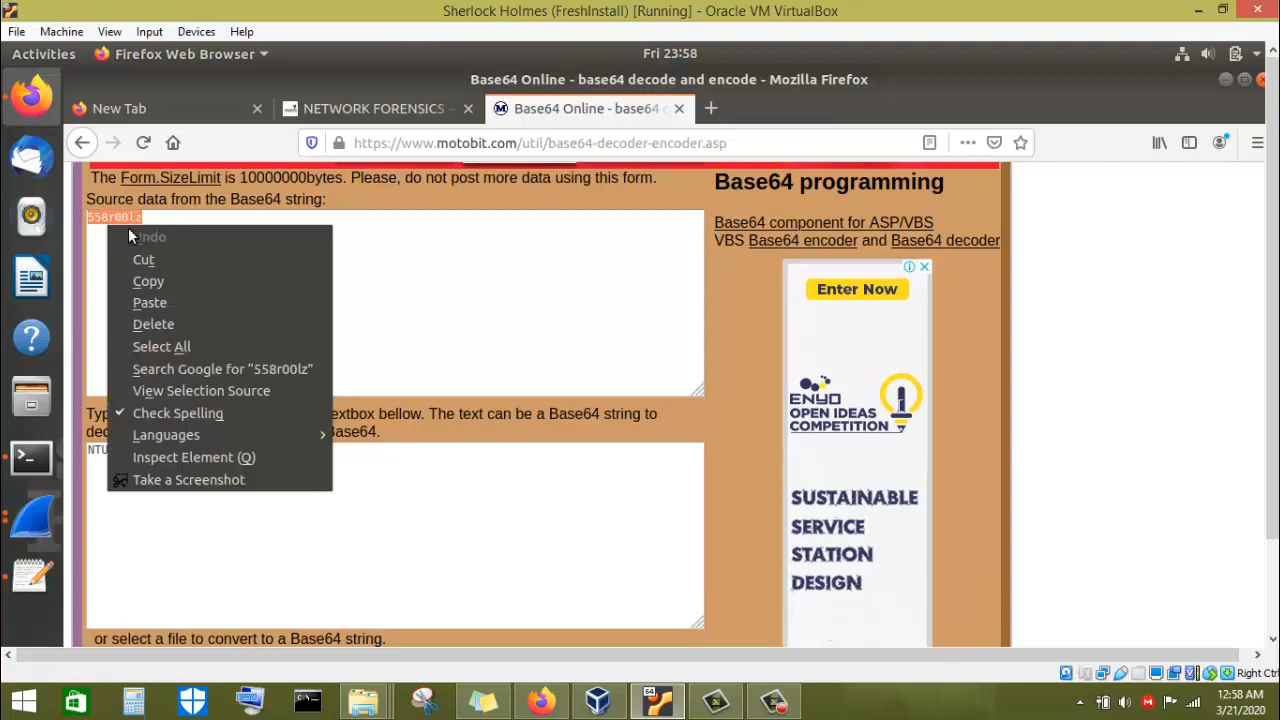 Sherlock Holmes (FreshInstall) [Running] - Oracle VM VirtualBox
File Machine View Input Devices Help
Activities Firefox Web Browser Fri 23:58
Base64 Online - base64 decode and encode - Mozilla Firefox
New Tab NETWORK FORENSICS – Base64 Online - base64
https://www.motobit.com/util/base64-decoder-encoder.asp
The Form.SizeLimit is 10000000bytes. Please, do not post more data using this form.
Source data from the Base64 string:
558r00lz
Undo
Cut
Copy
Paste
Delete
Select All
Search Google for “558r00lz”
View Selection Source
Check Spelling
Languages
Inspect Element (Q)
Take a Screenshot
extbox bellow. The text can be a Base64 string to
Base64.
NTU
or select a file to convert to a Base64 string.
Base64 programming
Base64 component for ASP/VBS
VBS Base64 encoder and Base64 decoder
Enter Now
ENYO
OPEN IDEAS
COMPETITION
SUSTAINABLE
SERVICE
STATION
DESIGN
Right Ctrl
64
12:58 AM
3/21/2020